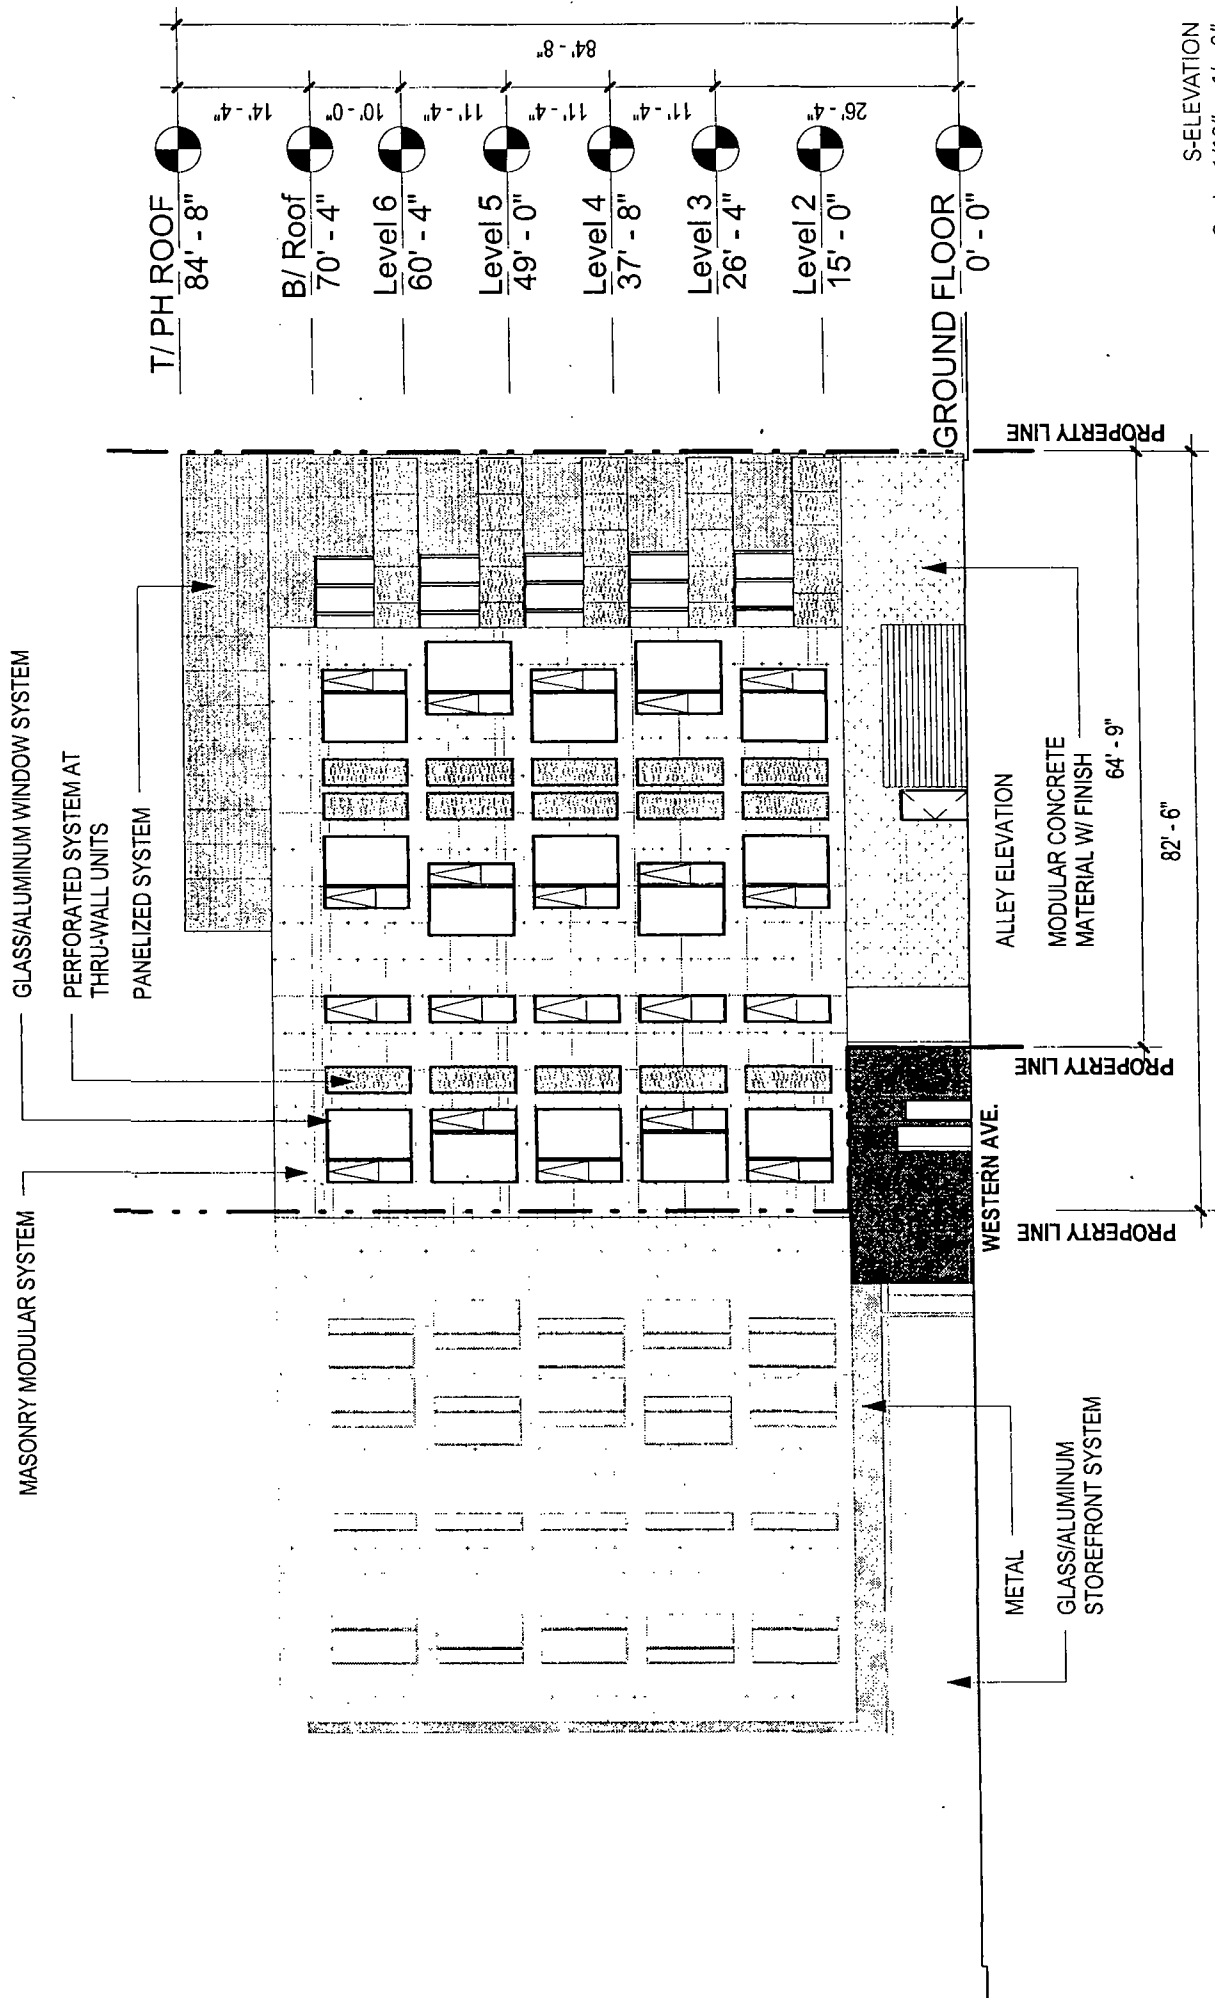 GLASS/ALUMINUM WINDOW SYSTEM
PERFORATED SYSTEM AT
THRU-WALL UNITS
PANELIZED SYSTEM
MASONRY MODULAR SYSTEM
T/ PH ROOF
84' - 8"
B/ Roof
70' - 4"
Level 6
60' - 4"
Level 5
49' - 0"
Level 4
37' - 8"
Level 3
26' - 4"
Level 2
15' - 0"
GROUND FLOOR
0' - 0"
14' - 4"
10' - 0"
11' - 4"
11' - 4"
11' - 4"
26' - 4"
84' - 8"
PROPERTY LINE
PROPERTY LINE
PROPERTY LINE
WESTERN AVE.
ALLEY ELEVATION
MODULAR CONCRETE
MATERIAL W/ FINISH
64' - 9"
82' - 6"
METAL
GLASS/ALUMINUM
STOREFRONT SYSTEM
S-ELEVATION